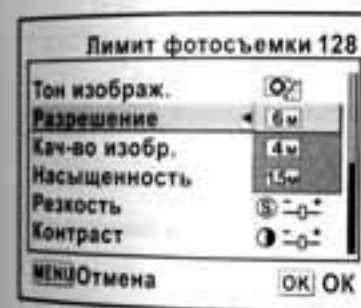 Лимит фотосъемки 128
Тон изображ.
Разрешение 6м
Кач-во изобр. 4м
Насыщенность 1.5м
Резкость
Контраст
MENU Отмена OK OK